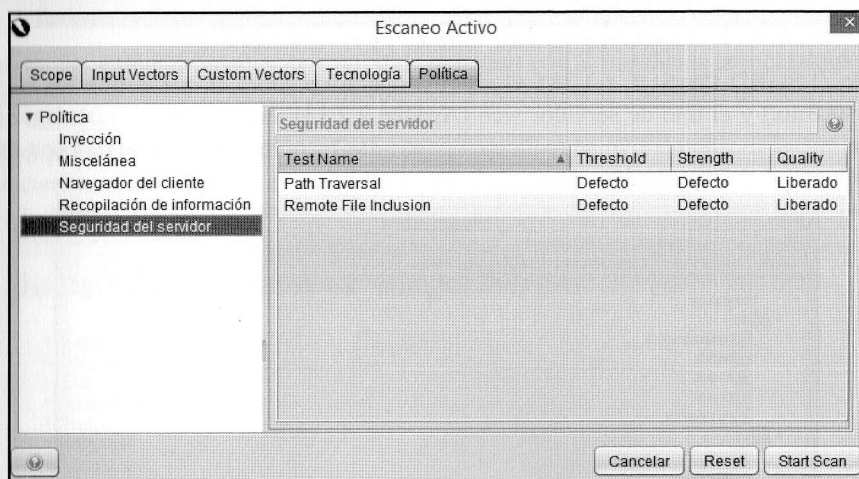 Escaneo Activo
Scope Input Vectors Custom Vectors Tecnología Política
Política
Inyección
Miscelánea
Navegador del cliente
Recopilación de información
Seguridad del servidor
Seguridad del servidor
Test Name Threshold Strength Quality
Path Traversal Defecto Defecto Liberado
Remote File Inclusion Defecto Defecto Liberado
Cancelar Reset Start Scan